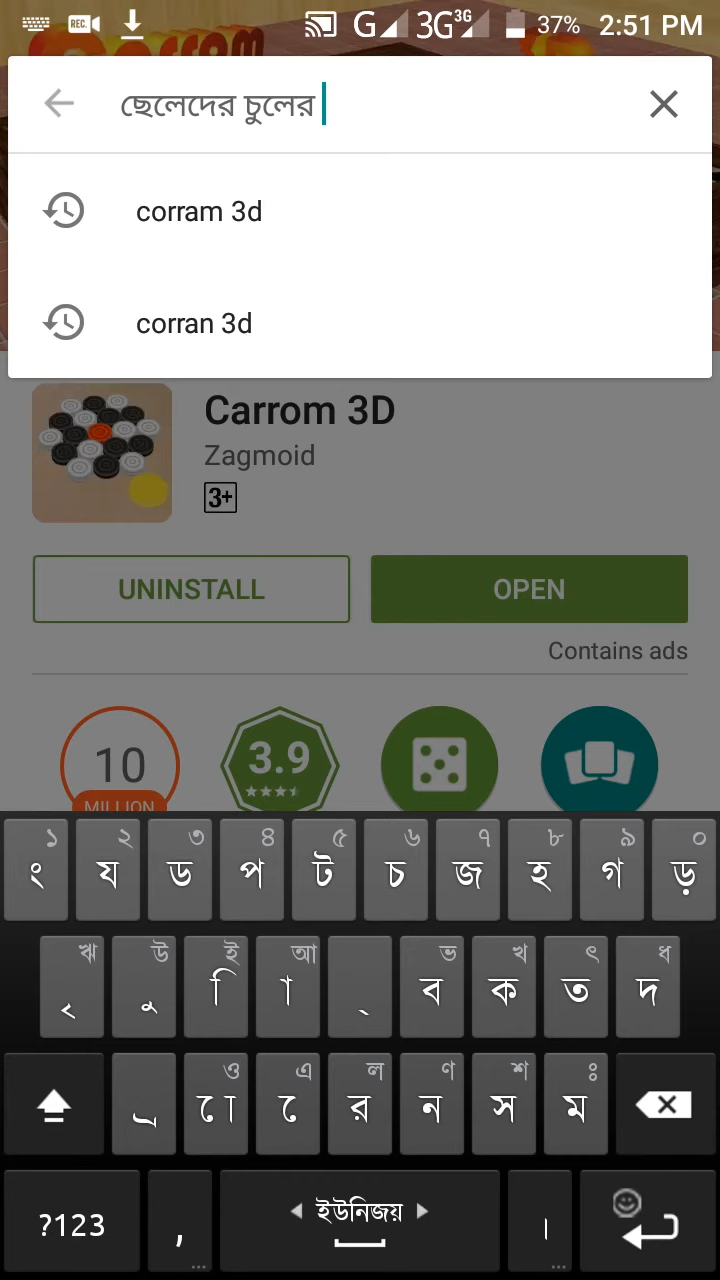 REC
G 3G 3G 37% 2:51 PM
ছেলেদের চুলের
corram 3d
corran 3d
Carrom 3D
Zagmoid
3+
UNINSTALL OPEN
Contains ads
10
MILLION
3.9
১ ২ ৩ ৪ ৫ ৬ ৭ ৮ ৯ ০
ং য ড প ট চ জ হ গ ড়
ঋ উ ই আ ভ খ ৎ ধ
ৃ ু ি া ্ ব ক ত দ
ও এ ল ণ শ ঃ
ো ে র ন স ম
?123 , ইউনিজয় ।